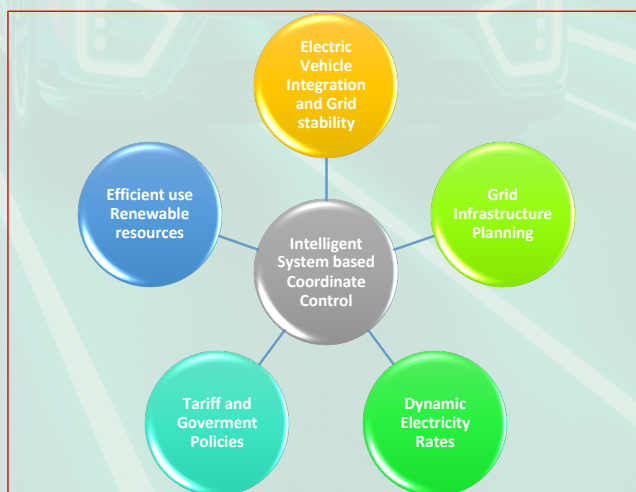 Electric
Vehicle
Integration
and Grid
stability
Efficient use
Renewable
resources
Grid
Infrastructure
Planning
Intelligent
System based
Coordinate
Control
Tariff and
Goverment
Policies
Dynamic
Electricity
Rates